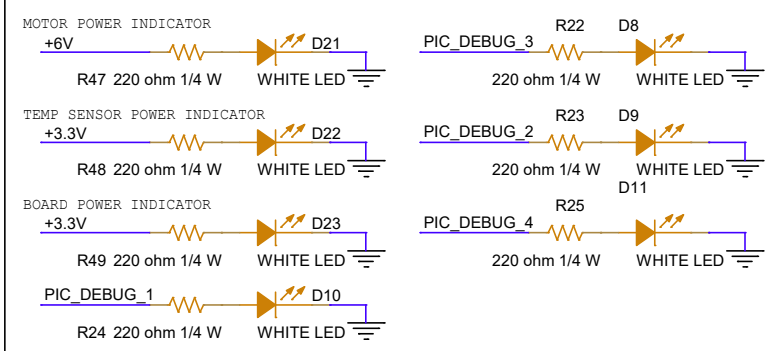 MOTOR POWER INDICATOR
+6V
D21
R47 220 ohm 1/4 W WHITE LED
TEMP SENSOR POWER INDICATOR
+3.3V
D22
R48 220 ohm 1/4 W WHITE LED
BOARD POWER INDICATOR
+3.3V
D23
R49 220 ohm 1/4 W WHITE LED
PIC_DEBUG_1
D10
R24 220 ohm 1/4 W WHITE LED
R22 D8
PIC_DEBUG_3
220 ohm 1/4 W WHITE LED
R23 D9
PIC_DEBUG_2
220 ohm 1/4 W WHITE LED
D11
R25
PIC_DEBUG_4
220 ohm 1/4 W WHITE LED